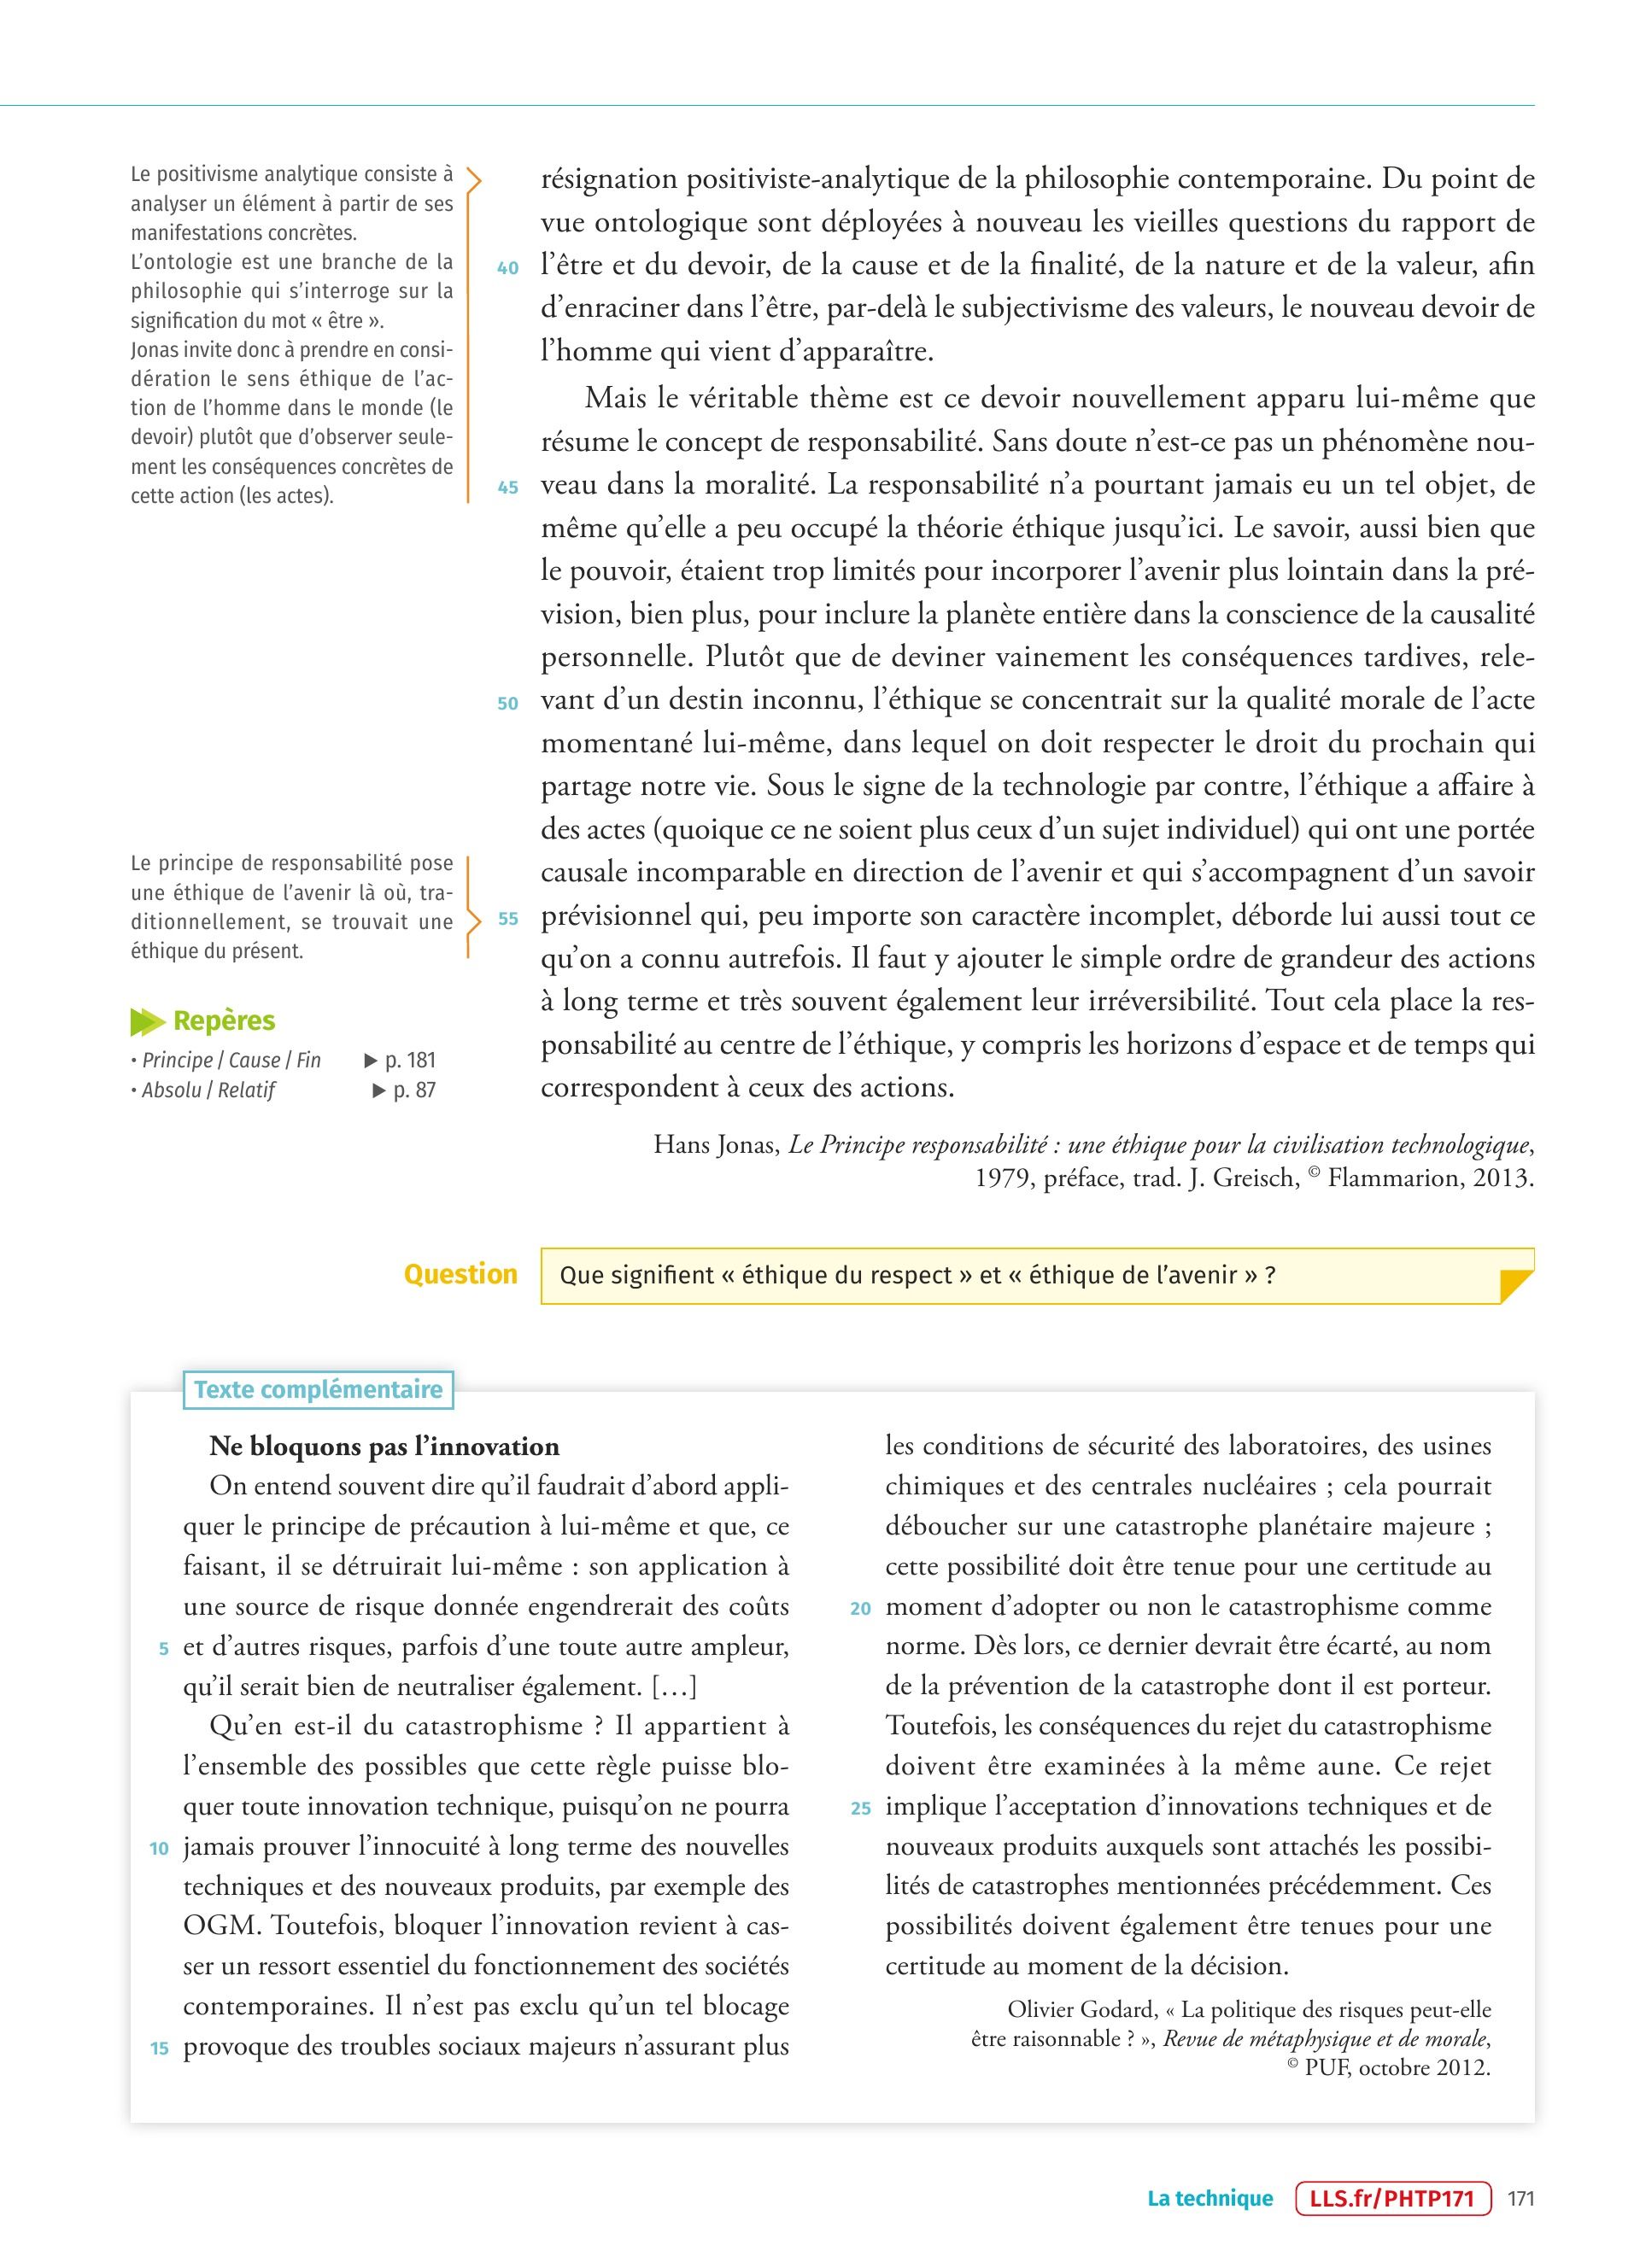 Le positivisme analytique consiste à
analyser un élément à partir de ses
manifestations concrètes.
L'ontologie est une branche de la
philosophie qui s'interroge sur la
signification du mot « être ».
Jonas invite donc à prendre en consi-
dération le sens éthique de l'ac-
tion de l'homme dans le monde (le
devoir) plutôt que d'observer seule-
ment les conséquences concrètes de
cette action (les actes).
résignation positiviste-analytique de la philosophie contemporaine. Du point de
vue ontologique sont déployées à nouveau les vieilles questions du rapport de
40 l'être et du devoir, de la cause et de la finalité, de la nature et de la valeur, afin
d'enraciner dans l'être, par-delà le subjectivisme des valeurs, le nouveau devoir de
l'homme qui vient d'apparaître.
Mais le véritable thème est ce devoir nouvellement apparu lui-même que
résume le concept de responsabilité. Sans doute n'est-ce pas un phénomène nou-
45 veau dans la moralité. La responsabilité n'a pourtant jamais eu un tel objet, de
même qu'elle a peu occupé la théorie éthique jusqu'ici. Le savoir, aussi bien que
le pouvoir, étaient trop limités pour incorporer l'avenir plus lointain dans la pré-
vision, bien plus, pour inclure la planète entière dans la conscience de la causalité
personnelle. Plutôt que de deviner vainement les conséquences tardives, rele-
50 vant d'un destin inconnu, l'éthique se concentrait sur la qualité morale de l'acte
momentané lui-même, dans lequel on doit respecter le droit du prochain qui
partage notre vie. Sous le signe de la technologie par contre, l'éthique a affaire à
des actes (quoique ce ne soient plus ceux d'un sujet individuel) qui ont une portée
causale incomparable en direction de l'avenir et qui s'accompagnent d'un savoir
55 prévisionnel qui, peu importe son caractère incomplet, déborde lui aussi tout ce
qu'on a connu autrefois. Il faut y ajouter le simple ordre de grandeur des actions
à long terme et très souvent également leur irréversibilité. Tout cela place la res-
ponsabilité au centre de l'éthique, y compris les horizons d'espace et de temps qui
correspondent à ceux des actions.
Le principe de responsabilité pose
une éthique de l'avenir là où, tra-
ditionnellement, se trouvait une
éthique du présent.
Repères
• Principe / Cause / Fin ▶ p. 181
• Absolu / Relatif ▶ p. 87
Hans Jonas, Le Principe responsabilité : une éthique pour la civilisation technologique,
1979, préface, trad. J. Greisch, © Flammarion, 2013.
Question
Que signifient « éthique du respect » et « éthique de l'avenir » ?
Texte complémentaire
Ne bloquons pas l'innovation
On entend souvent dire qu'il faudrait d'abord appli-
quer le principe de précaution à lui-même et que, ce
faisant, il se détruirait lui-même : son application à
une source de risque donnée engendrerait des coûts
5 et d'autres risques, parfois d'une toute autre ampleur,
qu'il serait bien de neutraliser également. […]
Qu'en est-il du catastrophisme ? Il appartient à
l'ensemble des possibles que cette règle puisse blo-
quer toute innovation technique, puisqu'on ne pourra
10 jamais prouver l'innocuité à long terme des nouvelles
techniques et des nouveaux produits, par exemple des
OGM. Toutefois, bloquer l'innovation revient à cas-
ser un ressort essentiel du fonctionnement des sociétés
contemporaines. Il n'est pas exclu qu'un tel blocage
15 provoque des troubles sociaux majeurs n'assurant plus
les conditions de sécurité des laboratoires, des usines
chimiques et des centrales nucléaires ; cela pourrait
déboucher sur une catastrophe planétaire majeure ;
cette possibilité doit être tenue pour une certitude au
20 moment d'adopter ou non le catastrophisme comme
norme. Dès lors, ce dernier devrait être écarté, au nom
de la prévention de la catastrophe dont il est porteur.
Toutefois, les conséquences du rejet du catastrophisme
doivent être examinées à la même aune. Ce rejet
25 implique l'acceptation d'innovations techniques et de
nouveaux produits auxquels sont attachés les possibi-
lités de catastrophes mentionnées précédemment. Ces
possibilités doivent également être tenues pour une
certitude au moment de la décision.
Olivier Godard, « La politique des risques peut-elle
être raisonnable ? », Revue de métaphysique et de morale,
© PUF, octobre 2012.
La technique LLS.fr/PHTP171 171